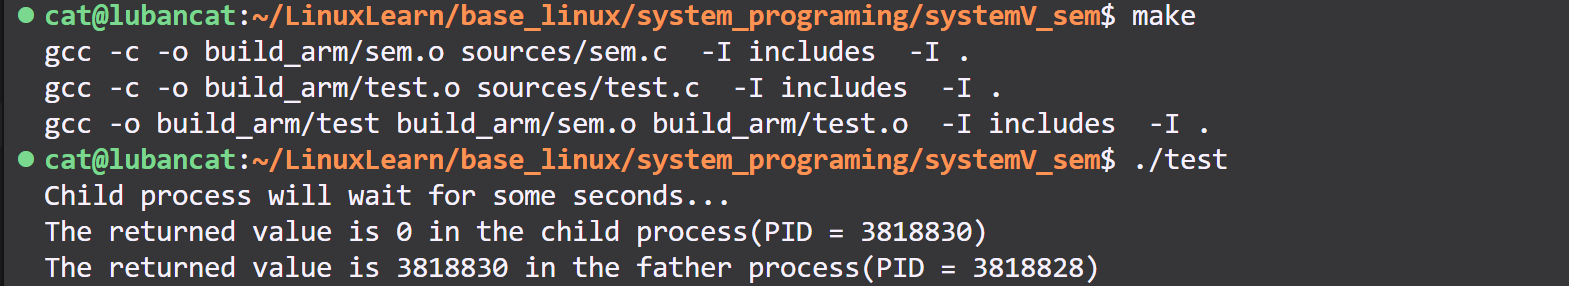 cat@lubancat:~/LinuxLearn/base_linux/system_programing/systemV_sem$ make
gcc -c -o build_arm/sem.o sources/sem.c  -I includes  -I .
gcc -c -o build_arm/test.o sources/test.c  -I includes  -I .
gcc -o build_arm/test build_arm/sem.o build_arm/test.o  -I includes  -I .
cat@lubancat:~/LinuxLearn/base_linux/system_programing/systemV_sem$ ./test
Child process will wait for some seconds...
The returned value is 0 in the child process(PID = 3818830)
The returned value is 3818830 in the father process(PID = 3818828)